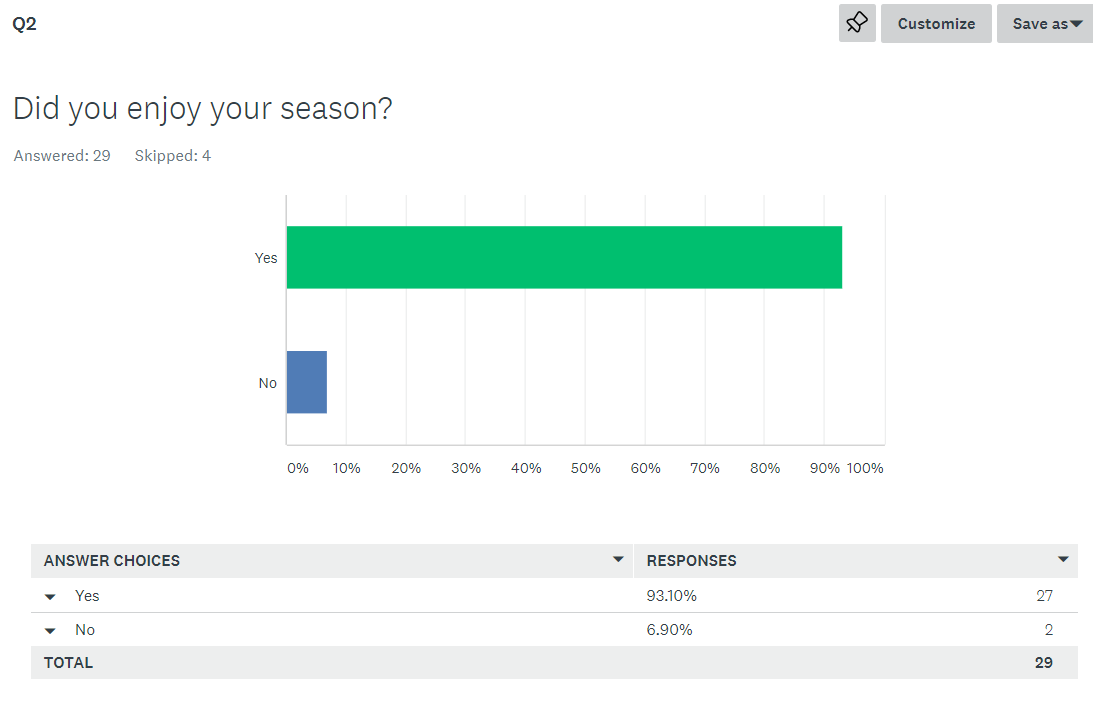 Q2 Customize Save as
Did you enjoy your season?
Answered: 29 Skipped: 4
Yes
No
0% 10% 20% 30% 40% 50% 60% 70% 80% 90% 100%
ANSWER CHOICES RESPONSES
Yes 93.10% 27
No 6.90% 2
TOTAL 29